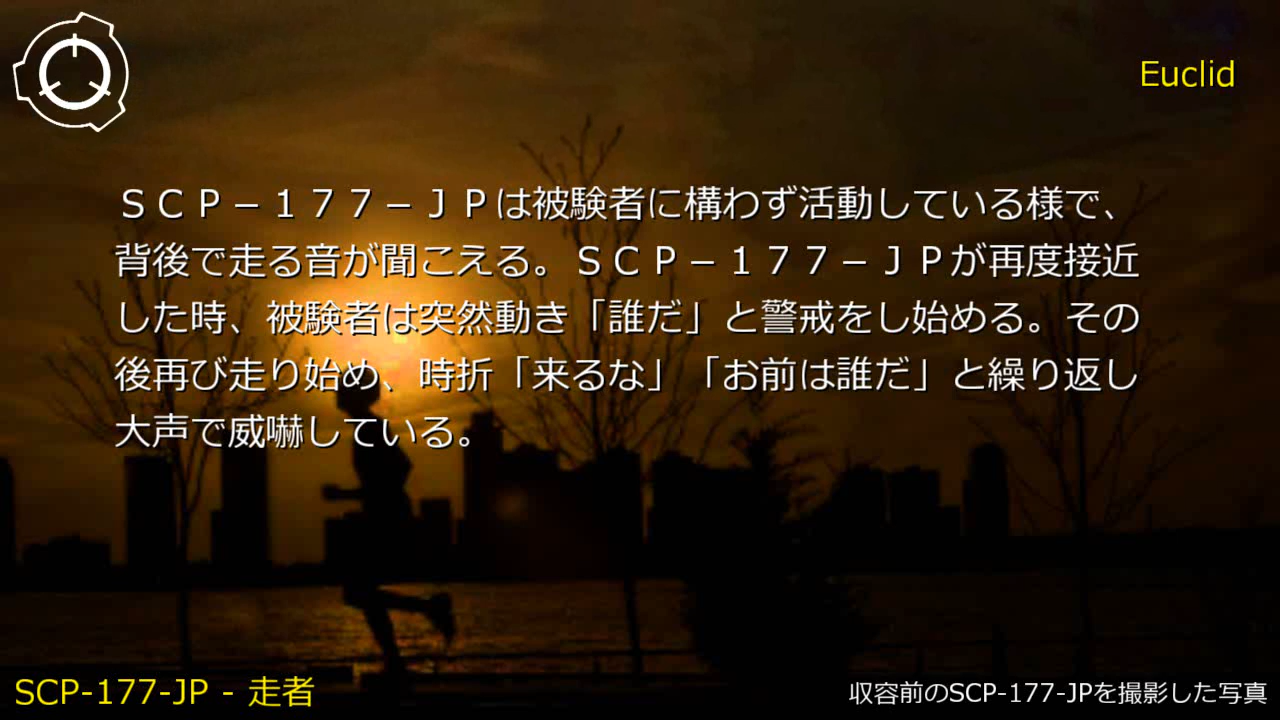 Euclid
ＳＣＰ－１７７－ＪＰは被験者に構わず活動している様で、
背後で走る音が聞こえる。ＳＣＰ－１７７－ＪＰが再度接近
した時、被験者は突然動き「誰だ」と警戒をし始める。その
後再び走り始め、時折「来るな」「お前は誰だ」と繰り返し
大声で威嚇している。
SCP-177-JP - 走者
収容前のSCP-177-JPを撮影した写真